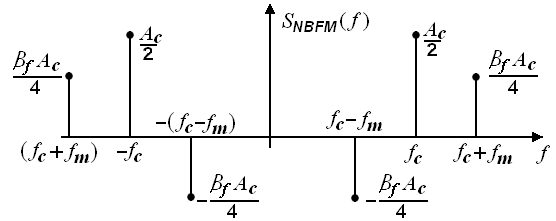 S_NBFM(f)
A_c/2
A_c/2
β_f A_c/4
β_f A_c/4
-(f_c-f_m)
f_c-f_m
(f_c+f_m)
-f_c
f_c
f_c+f_m
f
-β_f A_c/4
-β_f A_c/4